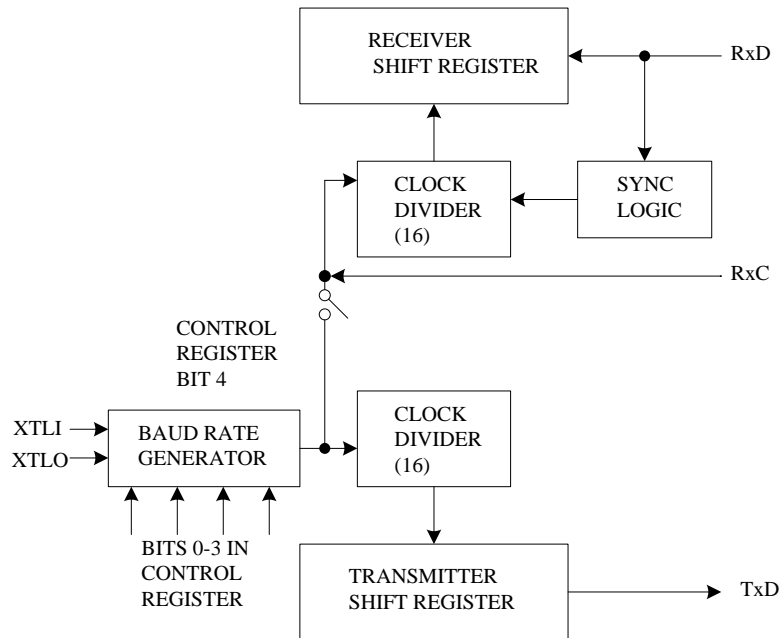 RECEIVER
SHIFT REGISTER
RxD
CLOCK
DIVIDER
(16)
SYNC
LOGIC
RxC
CONTROL
REGISTER
BIT 4
XTLI
XTLO
BAUD RATE
GENERATOR
CLOCK
DIVIDER
(16)
BITS 0-3 IN
CONTROL
REGISTER
TRANSMITTER
SHIFT REGISTER
TxD